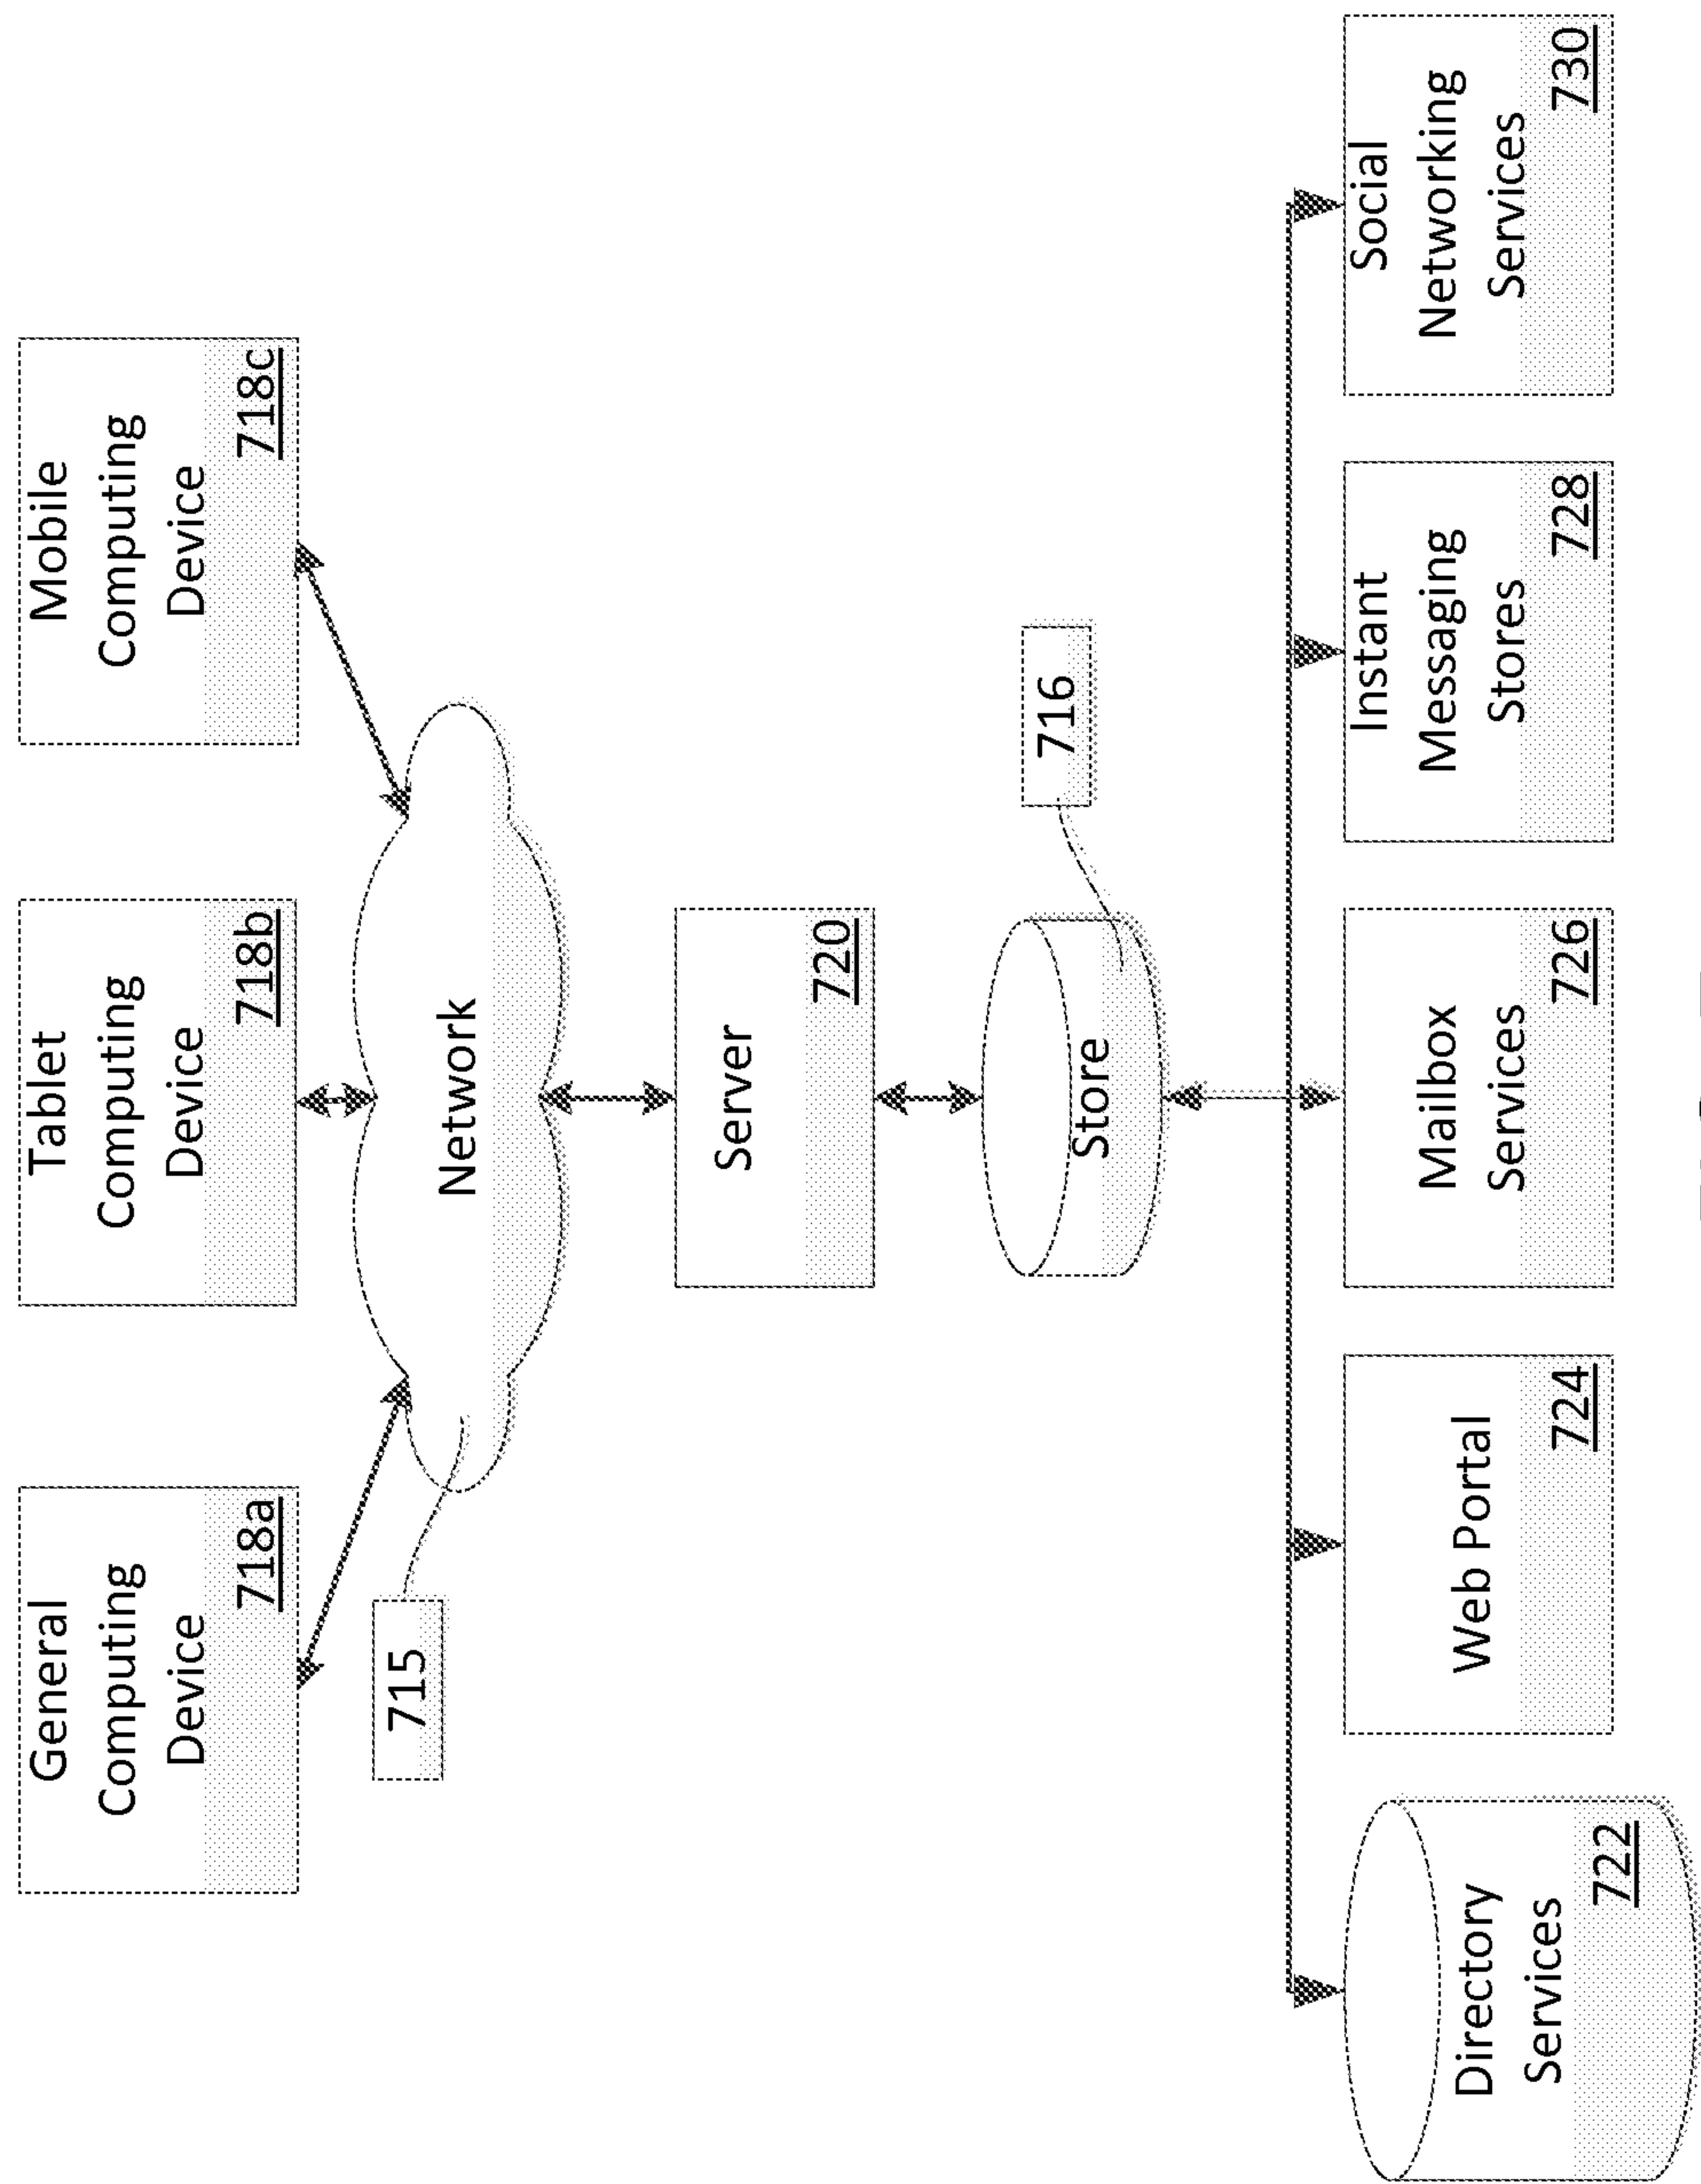 General
Computing
Device
718a
Tablet
Computing
Device
718b
Mobile
Computing
Device
718c
715
Network
Server
720
Store
716
Directory
Services
722
Web Portal
724
Mailbox
Services
726
Instant
Messaging
Stores
728
Social
Networking
Services
730